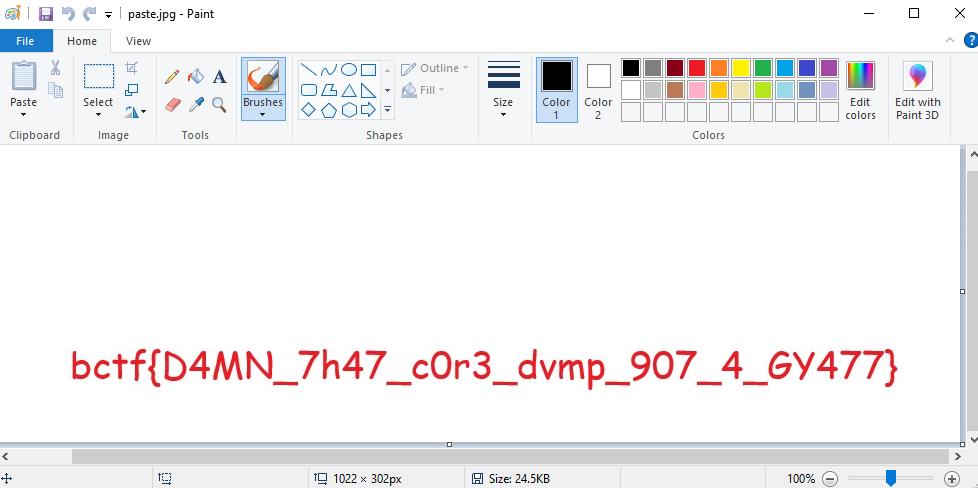 paste.jpg - Paint
File Home View
Paste Select Brushes Outline Fill Size Color 1 Color 2 Edit colors Edit with Paint 3D
Clipboard Image Tools Shapes Colors
bctf{D4MN_7h47_c0r3_dvmp_907_4_GY477}
1022 × 302px Size: 24.5KB 100%